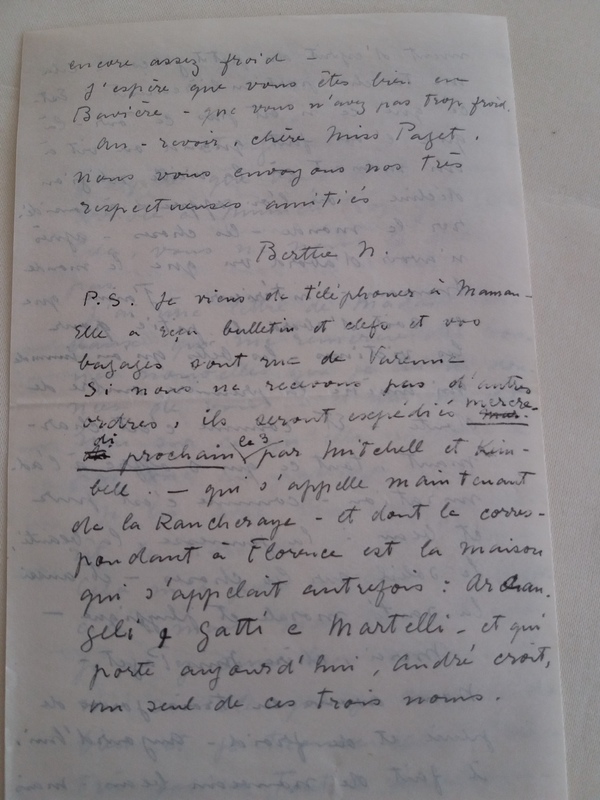 encore assez froid !
J'espère que vous êtes bien en
Bavière - que vous n'avez pas trop froid.
Au-revoir, chère Miss Paget.
Nous vous envoyons nos très
respectueuses amitiés
Berthe N.
P.S. Je viens de téléphoner à Maman -
Elle a reçu bulletin et clefs et vos
bagages sont rue de Varenne
Si nous ne recevons pas d'autres
ordres, ils seront expédiés mercre-
di prochain le 3 par Mitchell et Kim-
bell. - qui s'appelle maintenant
de la Rancheraye - et dont le corres-
pondant à Florence est la maison
qui s'appelait autrefois : Archan-
geli & Gatti e Martelli - et qui
porte aujourd'hui, André croit,
un seul de ces trois noms.